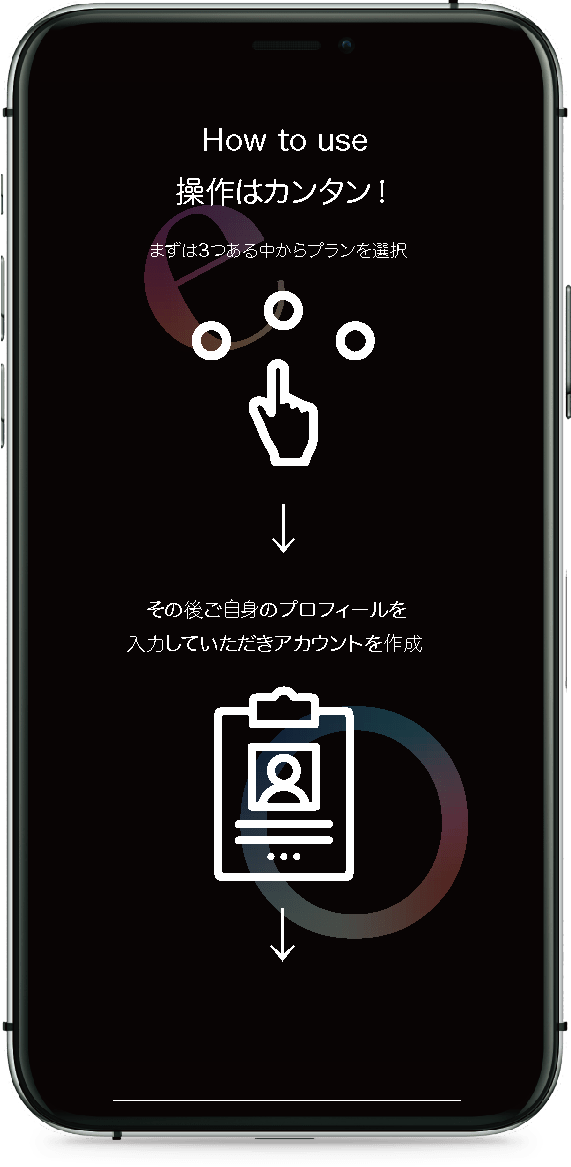 How to use
操作はカンタン！
まずは3つある中からプランを選択
その後ご自身のプロフィールを
入力していただきアカウントを作成